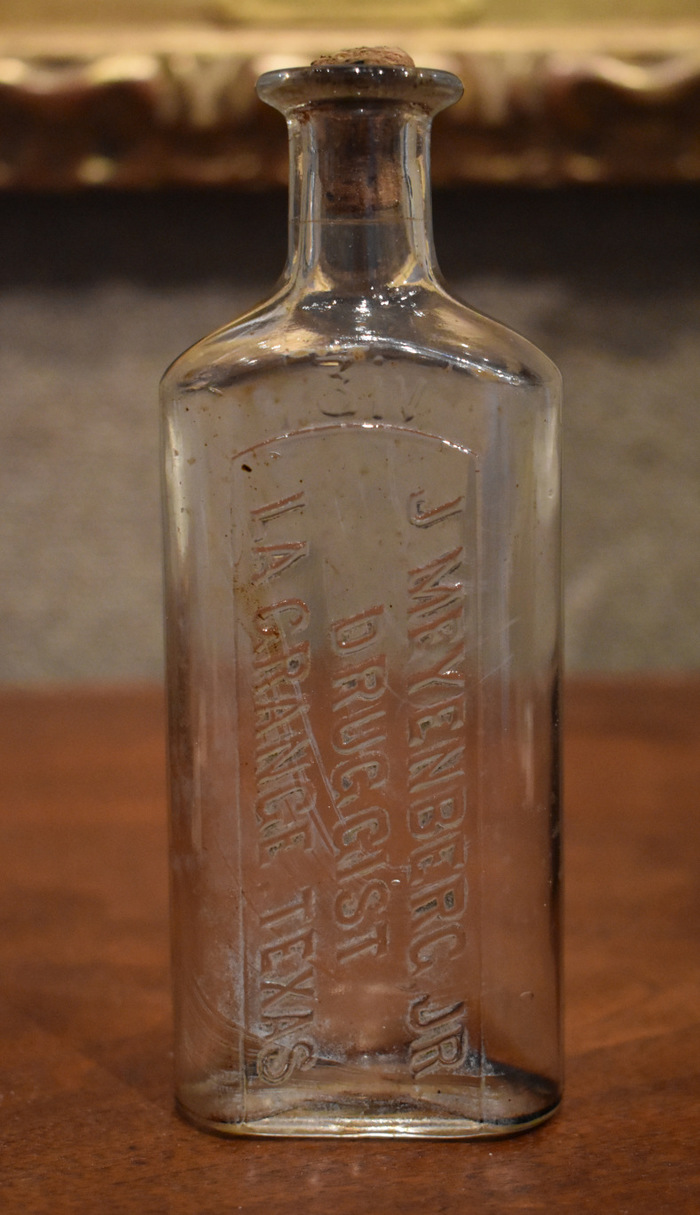 J MEYENBERG, JR
DRUGGIST
LA GRANGE, TEXAS